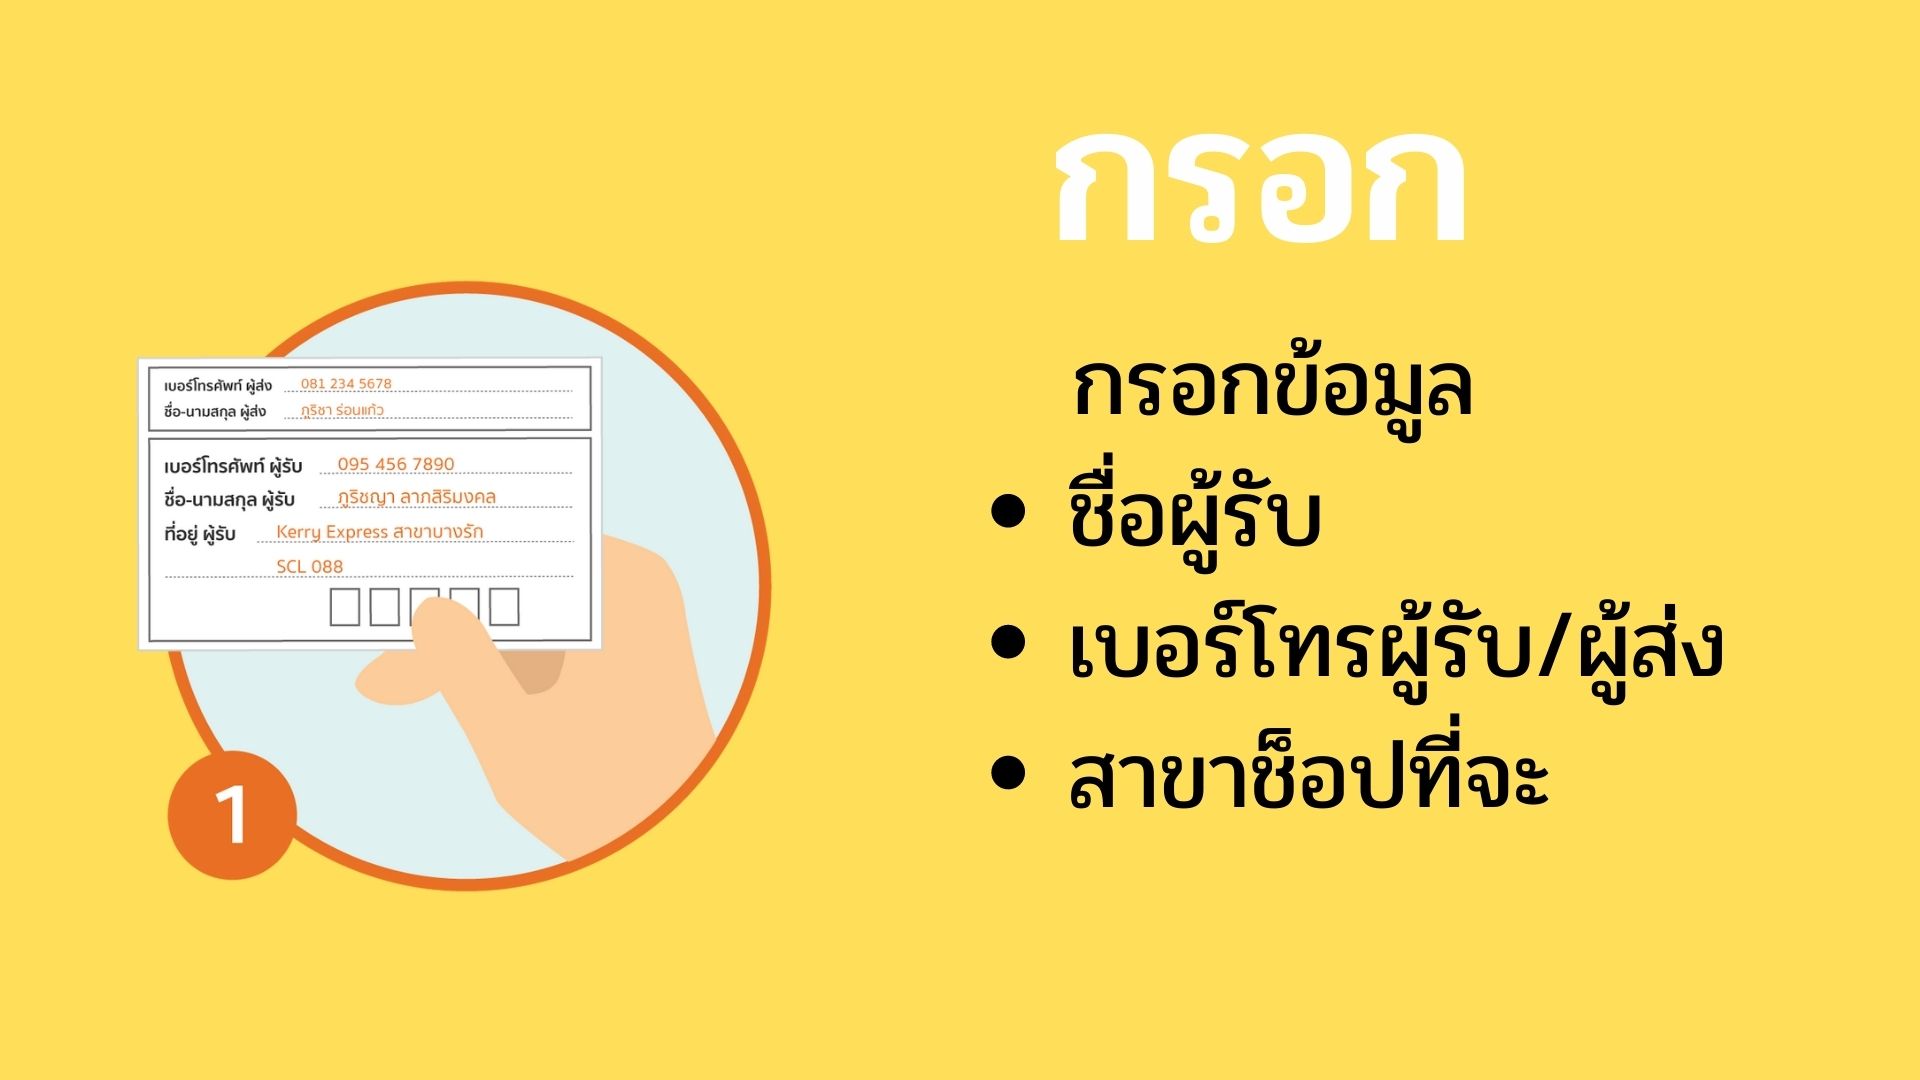 กรอก
กรอกข้อมูล
ชื่อผู้รับ
เบอร์โทรผู้รับ/ผู้ส่ง
สาขาช็อปที่จะ
เบอร์โทรศัพท์ ผู้ส่ง 081 234 5678
ชื่อ-นามสกุล ผู้ส่ง ภูริชา ร่อนแก้ว
เบอร์โทรศัพท์ ผู้รับ 095 456 7890
ชื่อ-นามสกุล ผู้รับ ภูริชญา ลาภสิริมงคล
ที่อยู่ ผู้รับ Kerry Express สาขาบางรัก
SCL 088
1